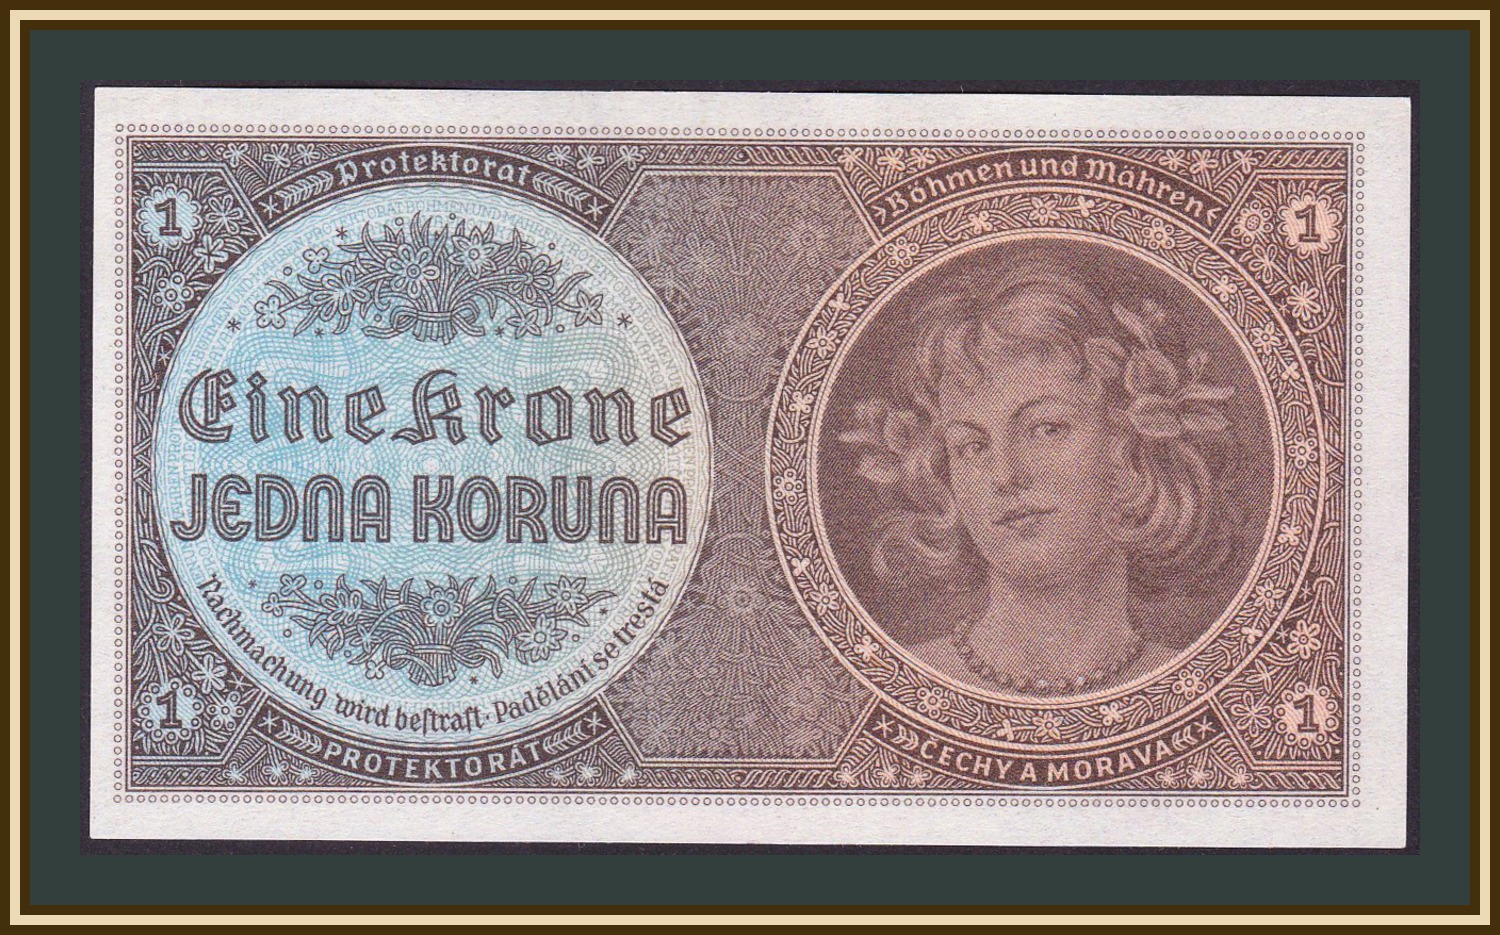 Protektorat
Böhmen und Mähren
1
1
Eine Krone
JEDNA KORUNA
Nachmachung wird bestraft · Padělání se trestá
1
1
PROTEKTORÁT
ČECHY A MORAVA